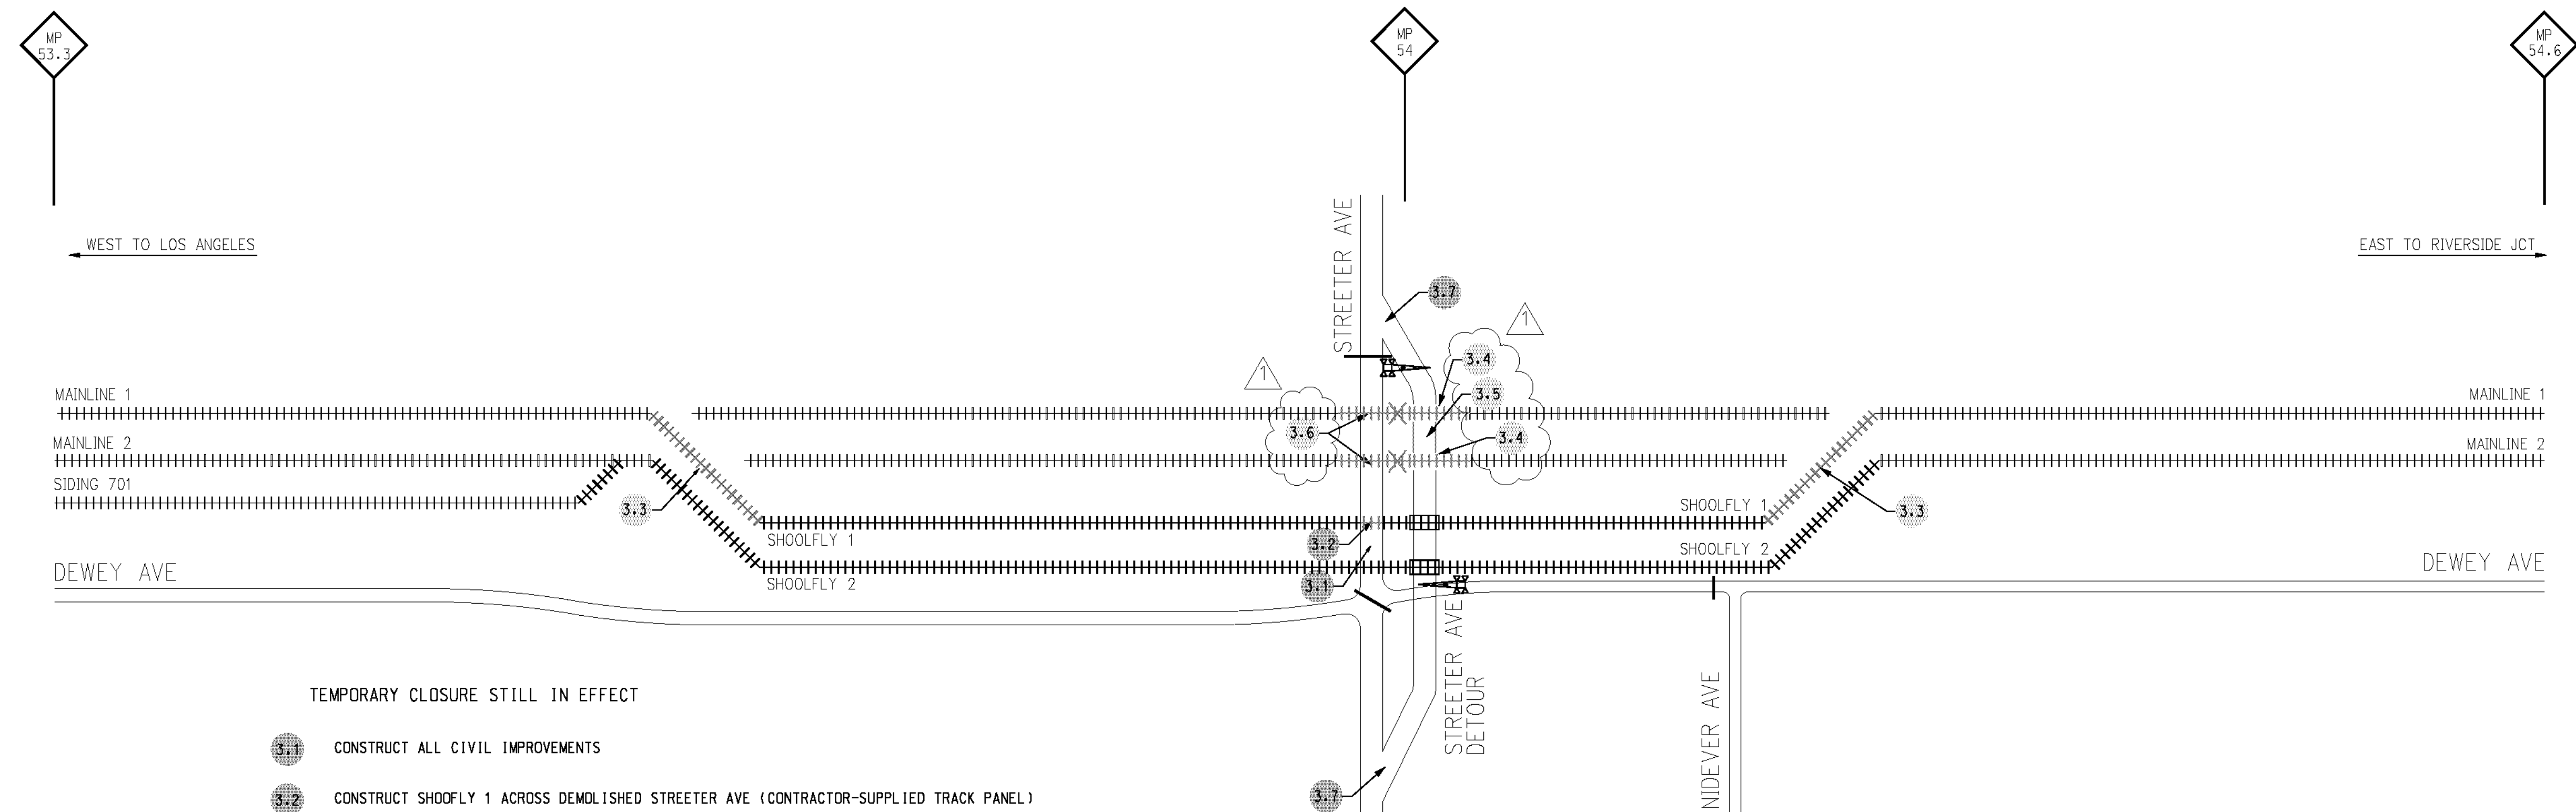 MP
53.3
MP
54
MP
54.6
WEST TO LOS ANGELES
EAST TO RIVERSIDE JCT
STREETER AVE
3.7
1
1
3.4
3.5
3.6
3.4
MAINLINE 1
MAINLINE 1
MAINLINE 2
MAINLINE 2
SIDING 701
3.3
3.3
SHOOLFLY 1
SHOOLFLY 1
3.2
SHOOLFLY 2
SHOOLFLY 2
3.1
DEWEY AVE
DEWEY AVE
STREETER AVE
DETOUR
NIDEVER AVE
3.7
TEMPORARY CLOSURE STILL IN EFFECT
3.1 CONSTRUCT ALL CIVIL IMPROVEMENTS
3.2 CONSTRUCT SHOOFLY 1 ACROSS DEMOLISHED STREETER AVE (CONTRACTOR-SUPPLIED TRACK PANEL)